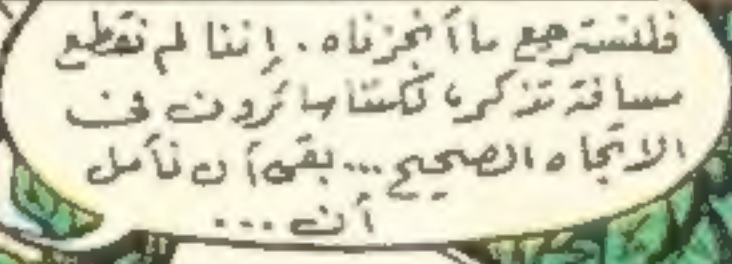 فلنسترجع ما أنجزناه. إننا لم نقطع
مسافة تذكر، لكننا سائرون في
الاتجاه الصحيح... بقي أن نأمل
أن...